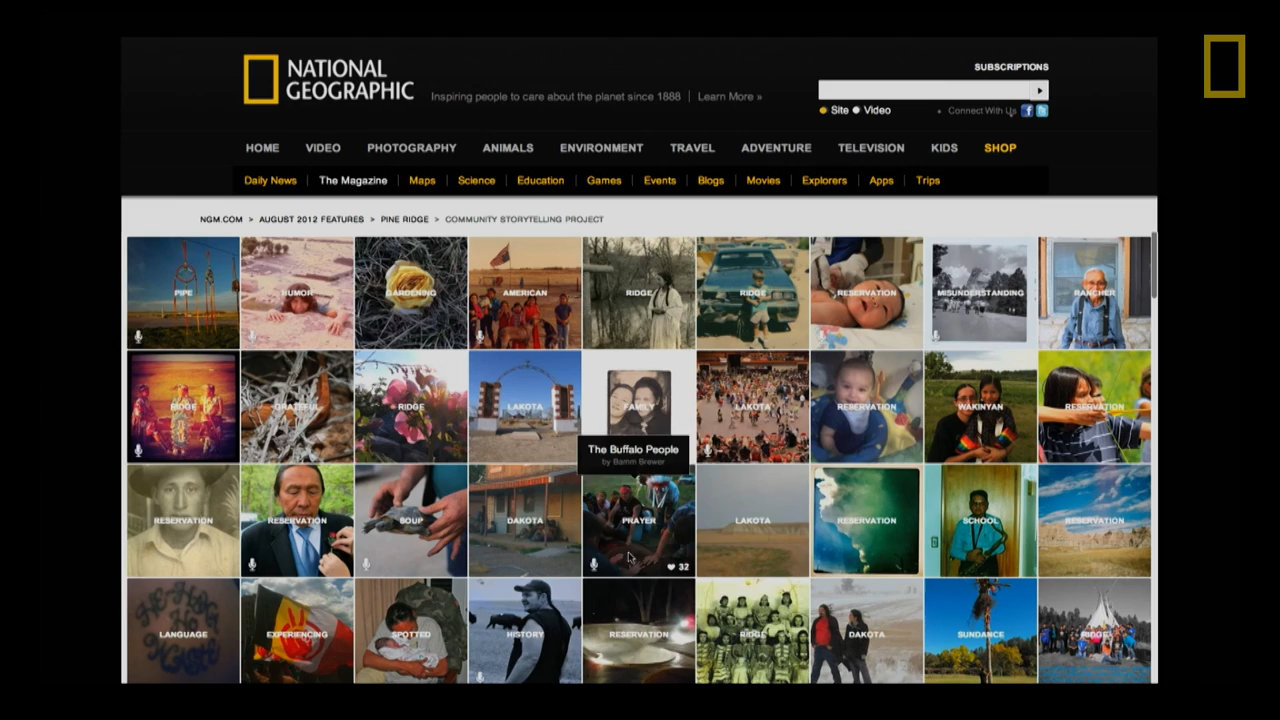 NATIONAL
GEOGRAPHIC
Inspiring people to care about the planet since 1888 | Learn More »
SUBSCRIPTIONS
Site Video
Connect With Us
HOME VIDEO PHOTOGRAPHY ANIMALS ENVIRONMENT TRAVEL ADVENTURE TELEVISION KIDS SHOP
Daily News | The Magazine | Maps | Science | Education | Games | Events | Blogs | Movies | Explorers | Apps | Trips
NGM.COM > AUGUST 2012 FEATURES > PINE RIDGE > COMMUNITY STORYTELLING PROJECT
PIPE HUMOR GARDENING AMERICAN RIDGE RIDGE RESERVATION MISUNDERSTANDING RANCHER
RIDGE GRATEFUL RIDGE LAKOTA FAMILY LAKOTA RESERVATION WAKINYAN RESERVATION
The Buffalo People
by Bamm Brewer
RESERVATION RESERVATION SOUP DAKOTA PRAYER LAKOTA RESERVATION SCHOOL RESERVATION
32
LANGUAGE EXPERIENCING SPOTTED HISTORY RESERVATION RIDGE DAKOTA SUNDANCE RIDGE